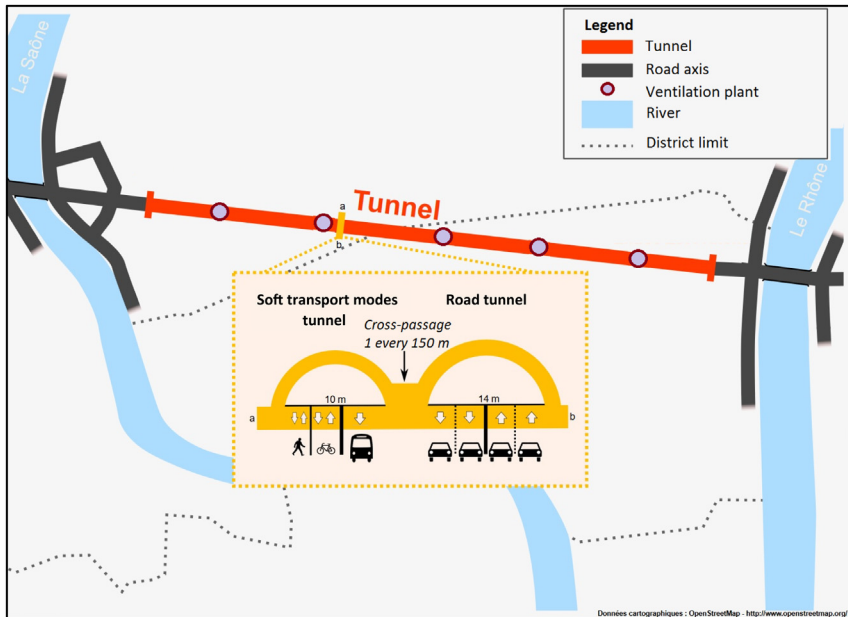 La Saône
Legend
Tunnel
Road axis
Ventilation plant
River
District limit
Le Rhône
a
Tunnel
b
Soft transport modes
tunnel
Road tunnel
Cross-passage
1 every 150 m
10 m
14 m
a
b
Données cartographiques : OpenStreetMap - http://www.openstreetmap.org/